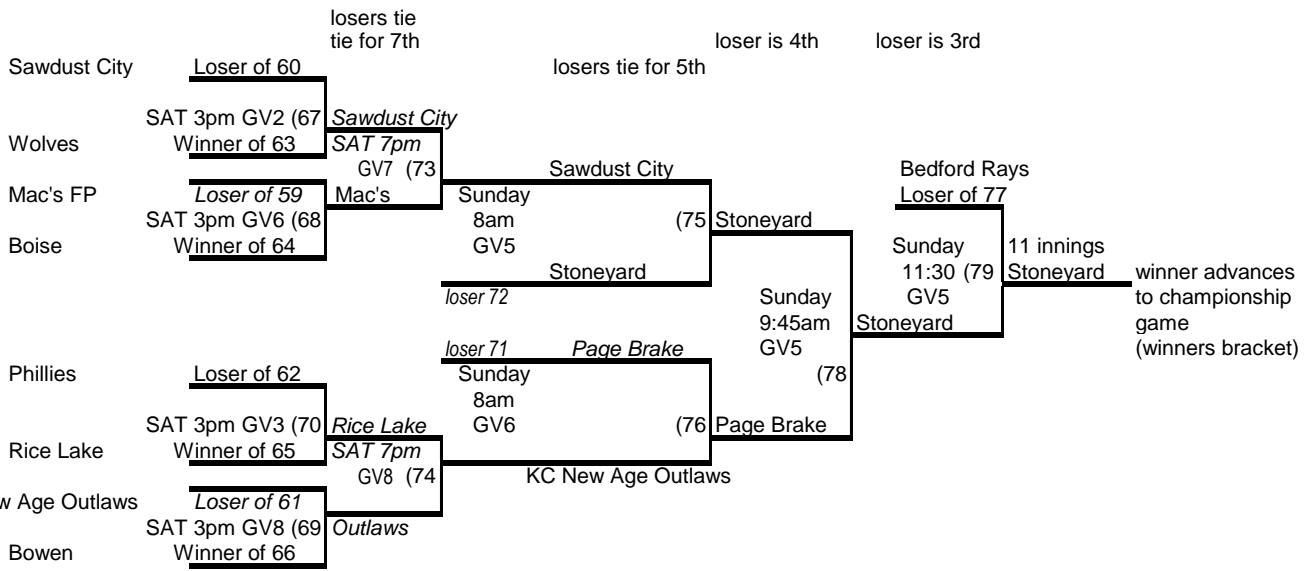 losers tie
tie for 7th
loser is 4th loser is 3rd
Sawdust City Loser of 60 losers tie for 5th
SAT 3pm GV2 (67 Sawdust City
Wolves Winner of 63 SAT 7pm
GV7 (73 Sawdust City Bedford Rays
Mac's FP Loser of 59 Mac's Sunday Loser of 77
SAT 3pm GV6 (68 8am (75 Stoneyard
Boise Winner of 64 GV5 Sunday 11 innings
Stoneyard 11:30 (79 Stoneyard winner advances
loser 72 Sunday GV5 to championship
9:45am Stoneyard game
loser 71 Page Brake GV5 (winners bracket)
Phillies Loser of 62 Sunday (78
8am
SAT 3pm GV3 (70 Rice Lake GV6 (76 Page Brake
Rice Lake Winner of 65 SAT 7pm
GV8 (74 KC New Age Outlaws
w Age Outlaws Loser of 61
SAT 3pm GV8 (69 Outlaws
Bowen Winner of 66